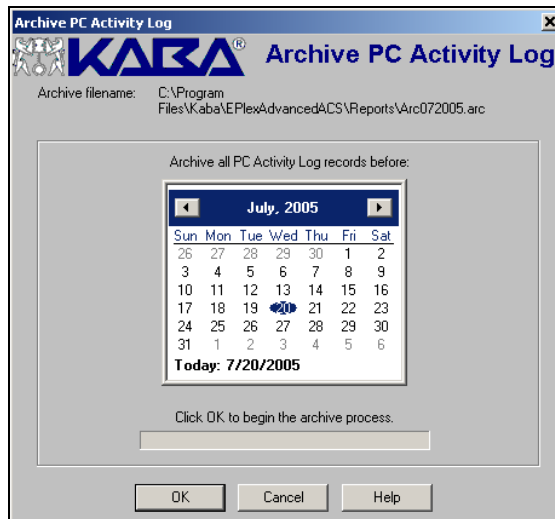 Archive PC Activity Log
KABA® Archive PC Activity Log
Archive filename: C:\Program
Files\Kaba\EPlexAdvancedACS\Reports\Arc072005.arc
Archive all PC Activity Log records before:
July, 2005
Sun Mon Tue Wed Thu Fri Sat
26 27 28 29 30 1 2
3 4 5 6 7 8 9
10 11 12 13 14 15 16
17 18 19 20 21 22 23
24 25 26 27 28 29 30
31 1 2 3 4 5 6
Today: 7/20/2005
Click OK to begin the archive process.
OK Cancel Help